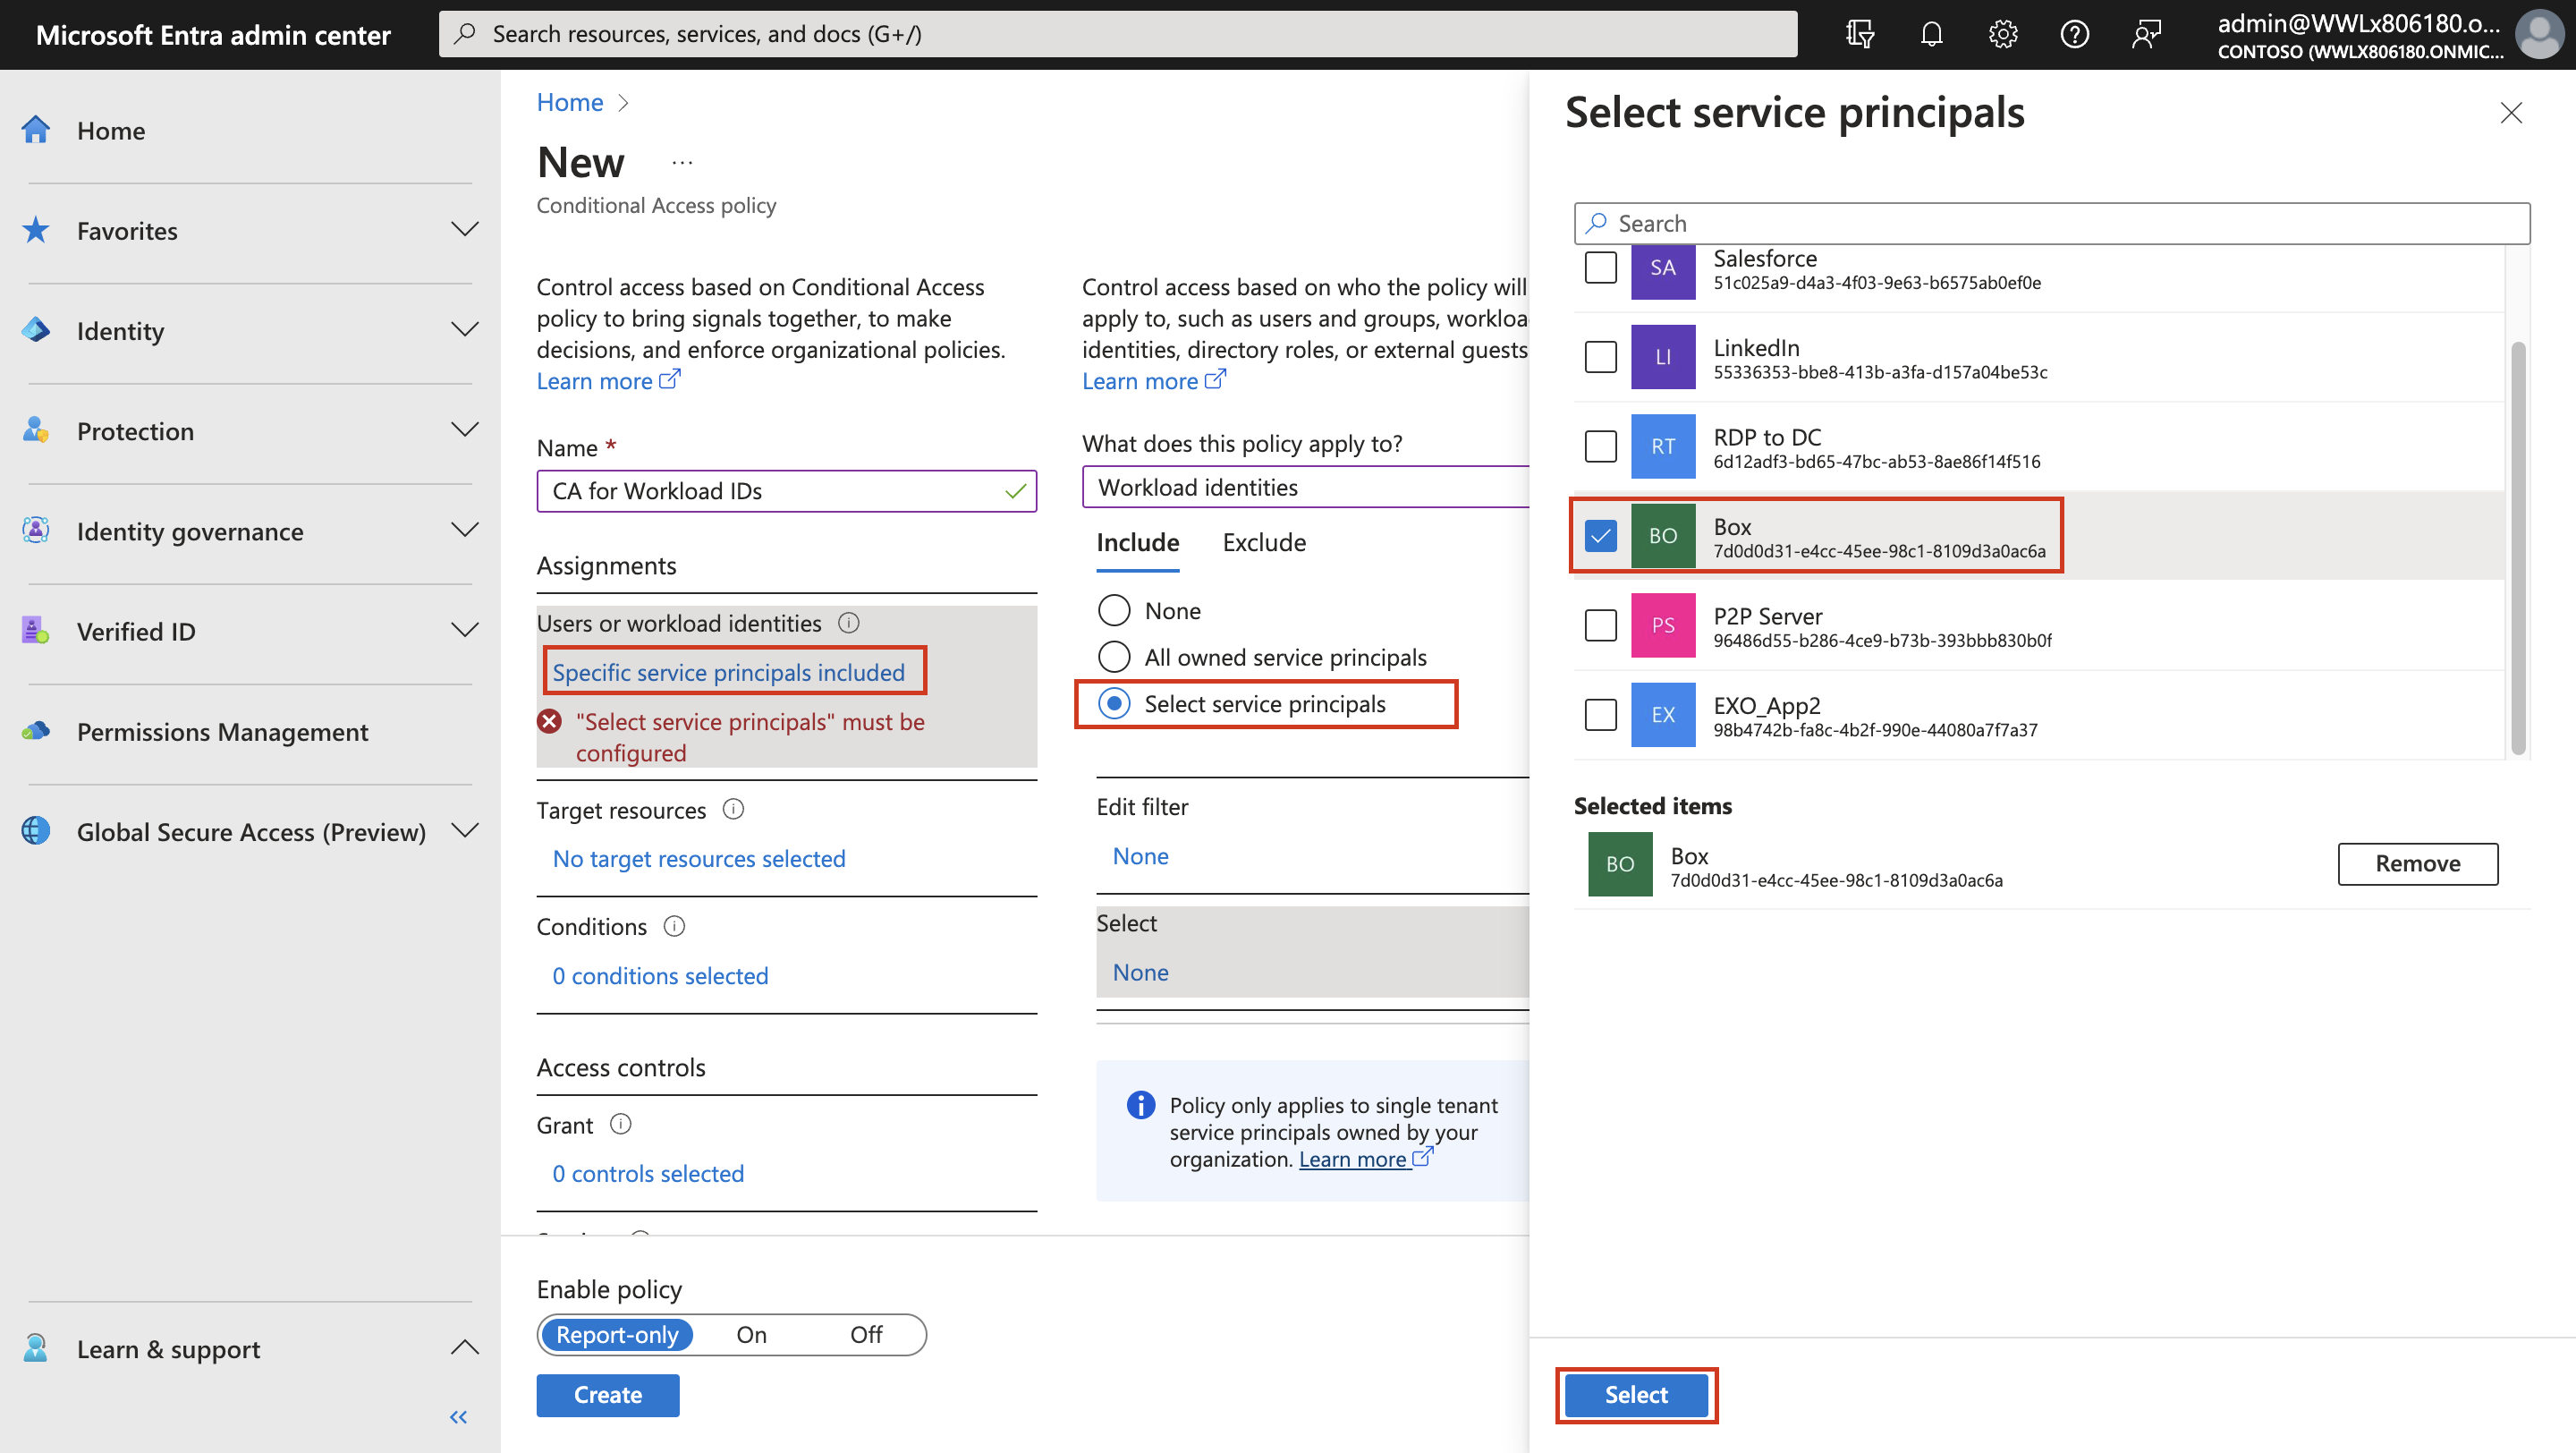 Microsoft Entra admin center
Search resources, services, and docs (G+/)
admin@WWLx806180.o...
CONTOSO (WWLX806180.ONMIC...
Home
Favorites
Identity
Protection
Identity governance
Verified ID
Permissions Management
Global Secure Access (Preview)
Learn & support
Home
New ...
Conditional Access policy
Control access based on Conditional Access
policy to bring signals together, to make
decisions, and enforce organizational policies.
Learn more
Name *
CA for Workload IDs
Assignments
Users or workload identities
Specific service principals included
"Select service principals" must be
configured
Target resources
No target resources selected
Conditions
0 conditions selected
Access controls
Grant
0 controls selected
Enable policy
Report-only On Off
Create
Control access based on who the policy will
apply to, such as users and groups, workloa
identities, directory roles, or external guests
Learn more
What does this policy apply to?
Workload identities
Include Exclude
None
All owned service principals
Select service principals
Edit filter
None
Select
None
Policy only applies to single tenant
service principals owned by your
organization. Learn more
Select service principals
Search
SA
Salesforce
51c025a9-d4a3-4f03-9e63-b6575ab0ef0e
LI
LinkedIn
55336353-bbe8-413b-a3fa-d157a04be53c
RT
RDP to DC
6d12adf3-bd65-47bc-ab53-8ae86f14f516
BO
Box
7d0d0d31-e4cc-45ee-98c1-8109d3a0ac6a
PS
P2P Server
96486d55-b286-4ce9-b73b-393bbb830b0f
EX
EXO_App2
98b4742b-fa8c-4b2f-990e-44080a7f7a37
Selected items
BO
Box
7d0d0d31-e4cc-45ee-98c1-8109d3a0ac6a
Remove
Select